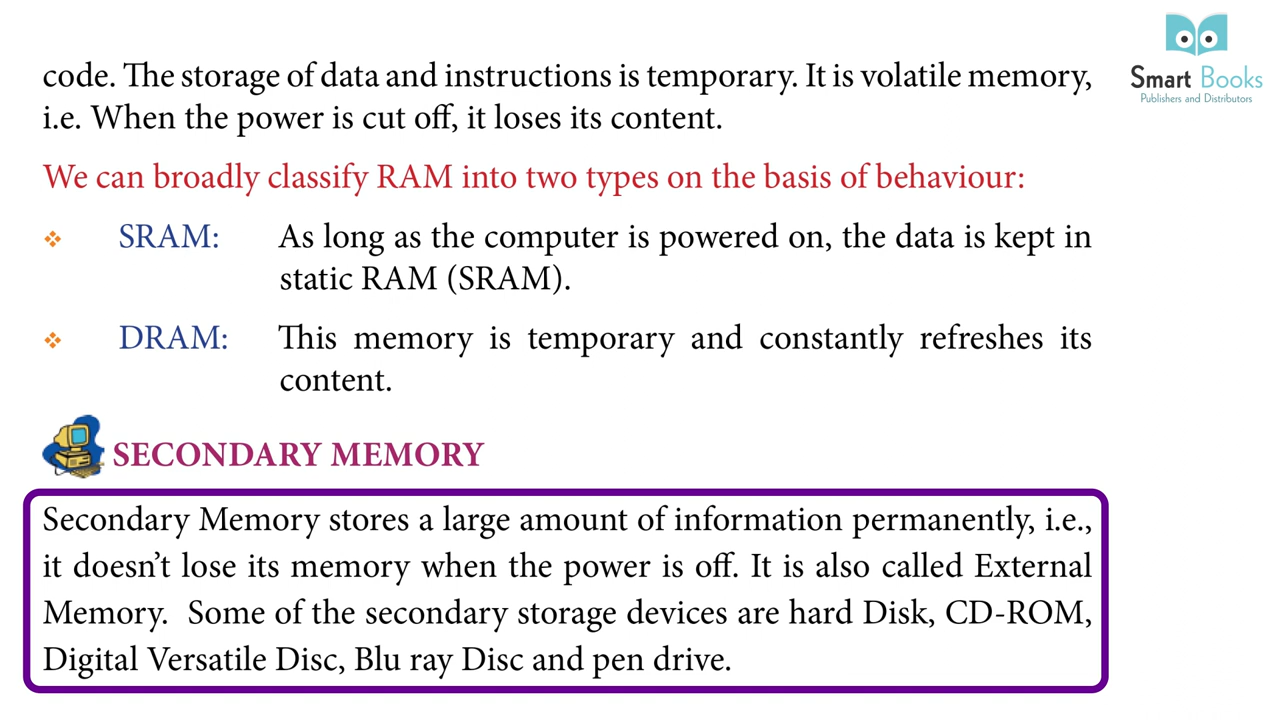 Smart Books
Publishers and Distributors
code. The storage of data and instructions is temporary. It is volatile memory,
i.e. When the power is cut off, it loses its content.
We can broadly classify RAM into two types on the basis of behaviour:
❖ SRAM: As long as the computer is powered on, the data is kept in
static RAM (SRAM).
❖ DRAM: This memory is temporary and constantly refreshes its
content.
SECONDARY MEMORY
Secondary Memory stores a large amount of information permanently, i.e.,
it doesn’t lose its memory when the power is off. It is also called External
Memory. Some of the secondary storage devices are hard Disk, CD-ROM,
Digital Versatile Disc, Blu ray Disc and pen drive.